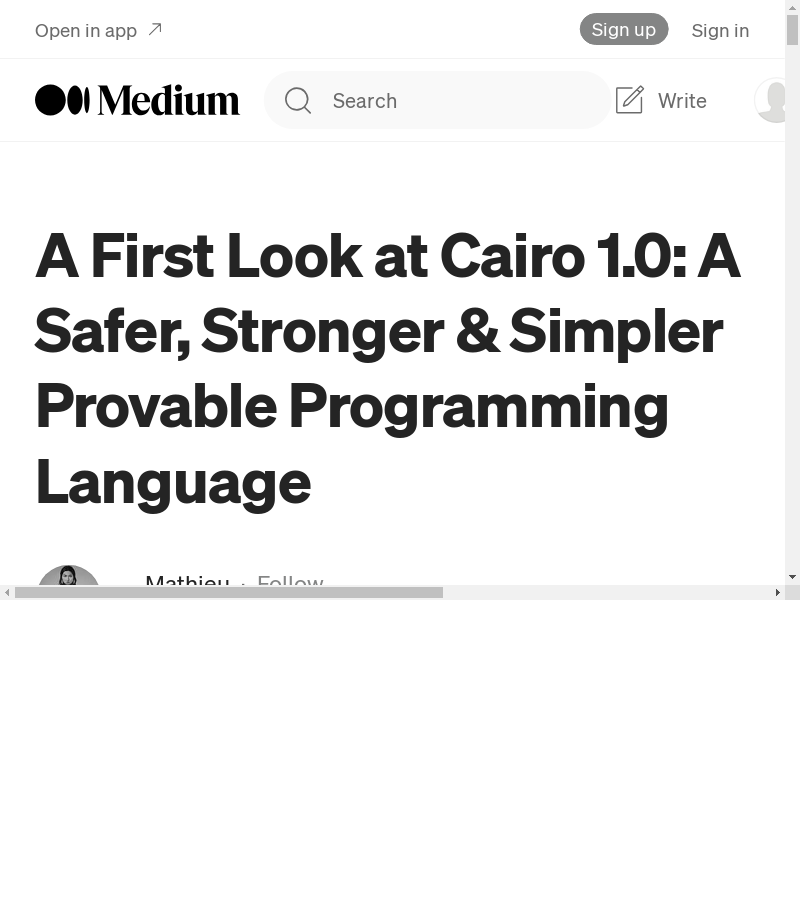 Open in app
Sign up
Sign in
Medium
Search
Write
A First Look at Cairo 1.0: A
Safer, Stronger & Simpler
Provable Programming
Language
Mathieu · Follow